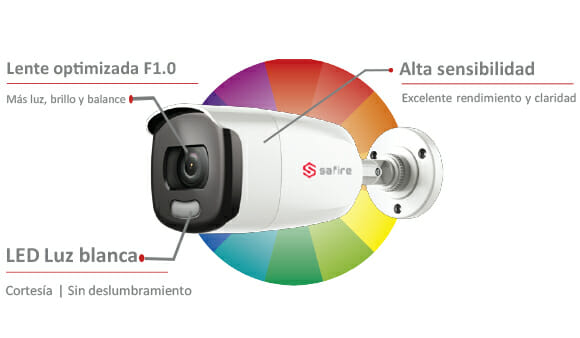 Lente optimizada F1.0
Más luz, brillo y balance
Alta sensibilidad
Excelente rendimiento y claridad
safire
LED Luz blanca
Cortesía | Sin deslumbramiento